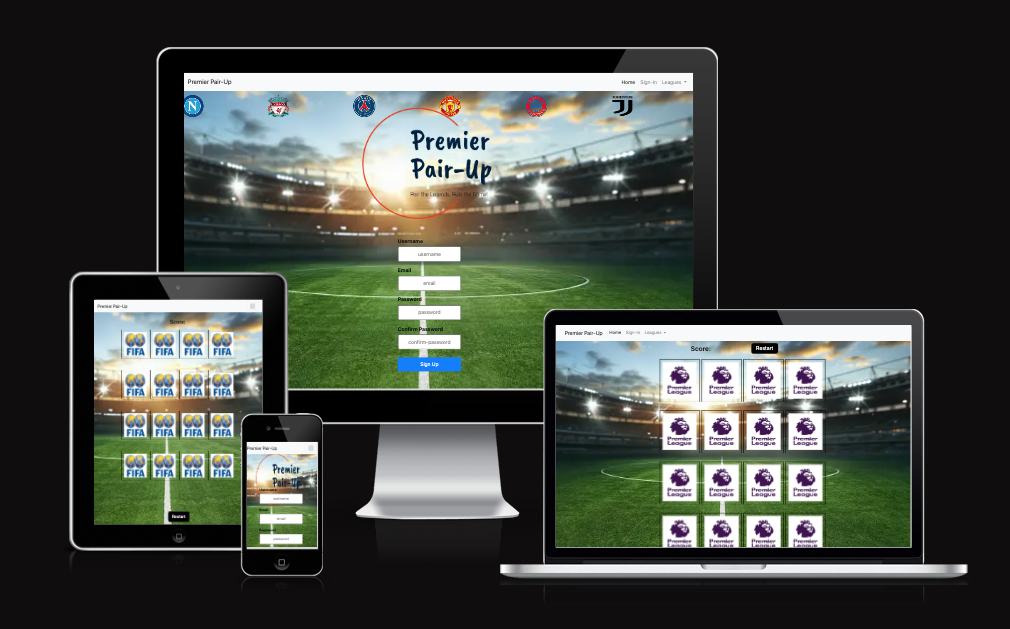 Premier Pair-Up
Home Sign-in Leagues
N
Premier
Pair-Up
Pair the Legends, Rule the Game!
Username
username
Email
email
Password
password
Confirm Password
confirm-password
Sign Up
Premier Pair-Up
Score:
FIFA FIFA FIFA FIFA
FIFA FIFA FIFA FIFA
FIFA FIFA FIFA FIFA
FIFA FIFA FIFA FIFA
Restart
Premier Pair-Up
Premier
Pair-Up
Username
username
Email
email
Password
password
Premier Pair-Up Home Sign-in Leagues
Score: Restart
Premier Premier Premier Premier
League League League League
Premier Premier Premier Premier
League League League League
Premier Premier Premier Premier
League League League League
Premier Premier Premier Premier
League League League League